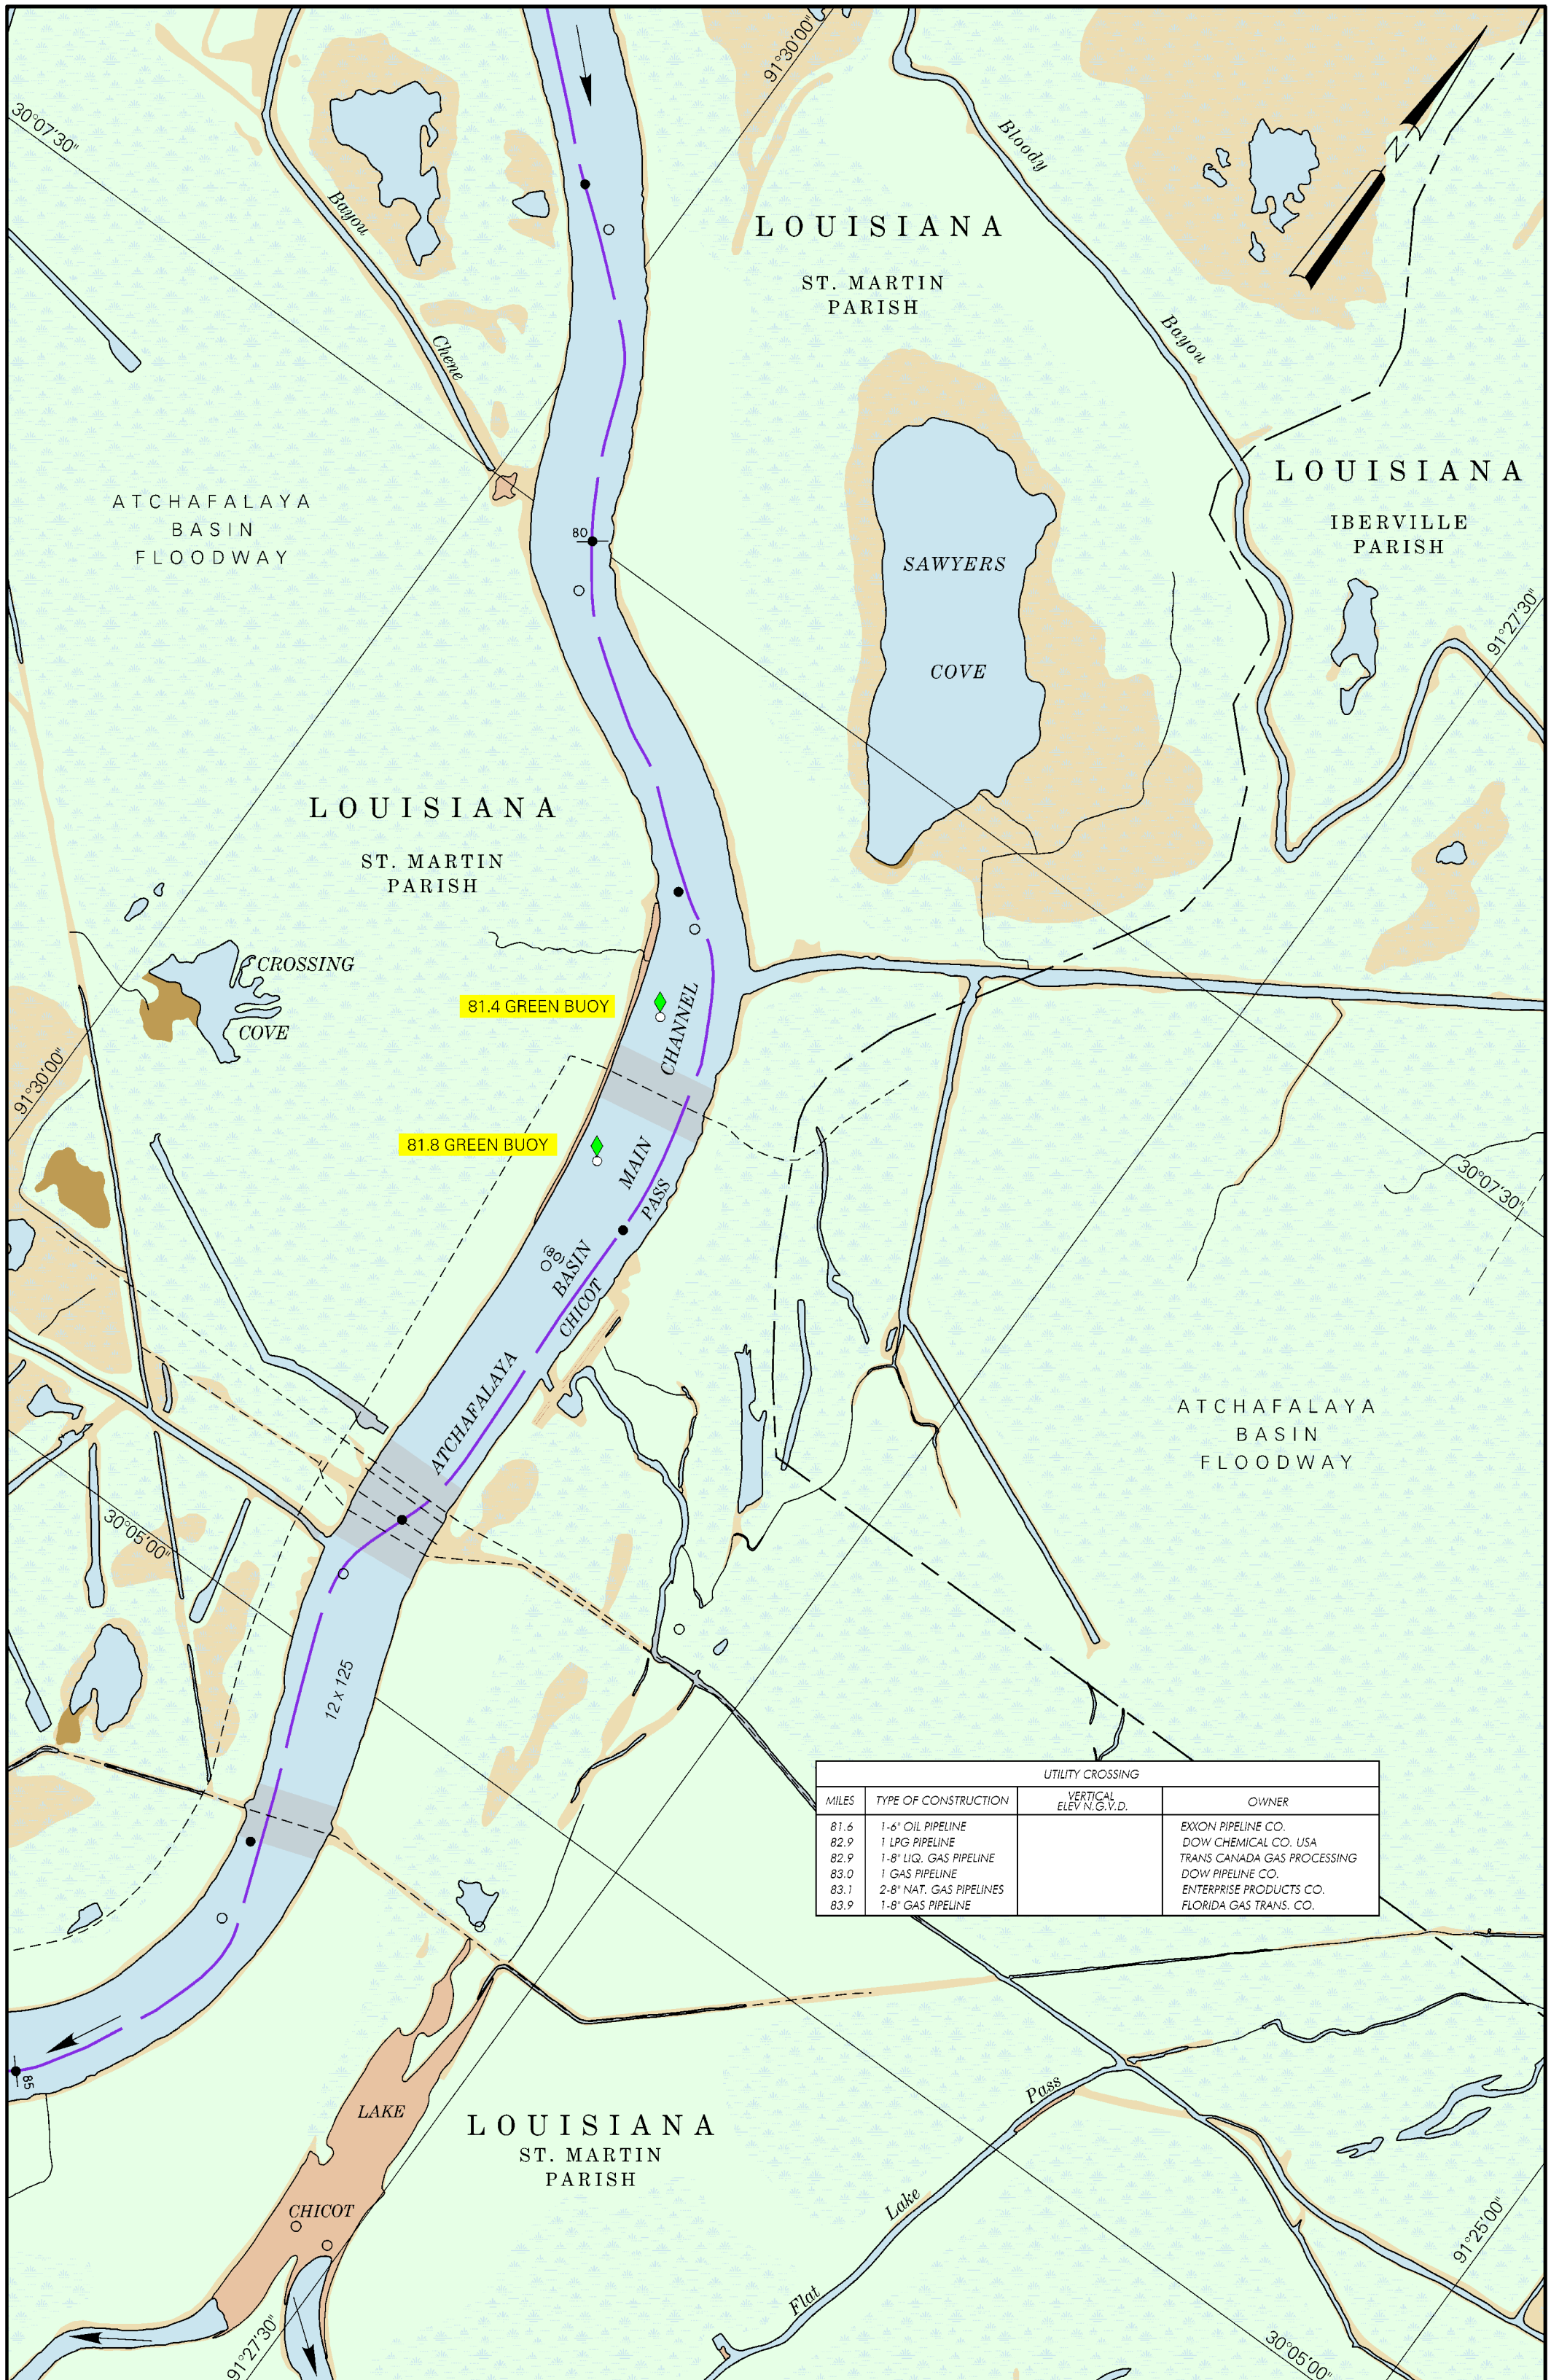 91°30'00"
30°07'30"
Bloody
N
Bayou
LOUISIANA
ST. MARTIN
PARISH
Bayou
Chene
LOUISIANA
IBERVILLE
PARISH
ATCHAFALAYA
BASIN
FLOODWAY
80
SAWYERS
COVE
91°27'30"
LOUISIANA
ST. MARTIN
PARISH
CROSSING
COVE
81.4 GREEN BUOY
CHANNEL
91°30'00"
81.8 GREEN BUOY
MAIN
PASS
30°07'30"
(80)
BASIN
CHICOT
ATCHAFALAYA
ATCHAFALAYA
BASIN
FLOODWAY
30°05'00"
12 x 125
UTILITY CROSSING
MILES TYPE OF CONSTRUCTION VERTICAL ELEV N.G.V.D. OWNER
81.6 1-6" OIL PIPELINE EXXON PIPELINE CO.
82.9 1 LPG PIPELINE DOW CHEMICAL CO. USA
82.9 1-8" LIQ. GAS PIPELINE TRANS CANADA GAS PROCESSING
83.0 1 GAS PIPELINE DOW PIPELINE CO.
83.1 2-8" NAT. GAS PIPELINES ENTERPRISE PRODUCTS CO.
83.9 1-8" GAS PIPELINE FLORIDA GAS TRANS. CO.
85
LAKE
LOUISIANA
ST. MARTIN
PARISH
Pass
CHICOT
Lake
91°25'00"
Flat
91°27'30"
30°05'00"